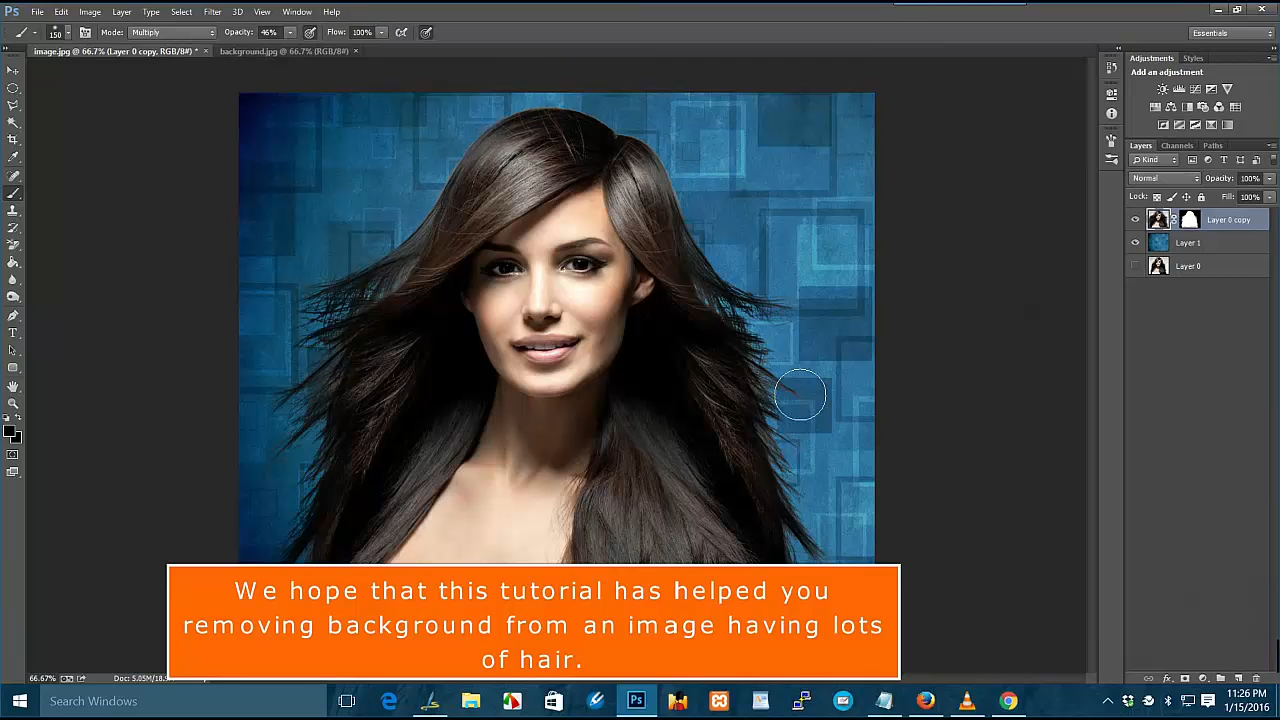 Ps File Edit Image Layer Type Select Filter 3D View Window Help
150 Mode: Multiply Opacity: 46% Flow: 100% Essentials
image.jpg @ 66.7% (Layer 0 copy, RGB/8#) * × background.jpg @ 66.7% (RGB/8#) ×
Adjustments Styles
Add an adjustment
Layers Channels Paths
Kind
Normal Opacity: 100%
Lock: Fill: 100%
Layer 0 copy
Layer 1
Layer 0
We hope that this tutorial has helped you
removing background from an image having lots
of hair.
66.67% Doc: 5.05M/18.
Search Windows
Ps
11:26 PM
1/15/2016